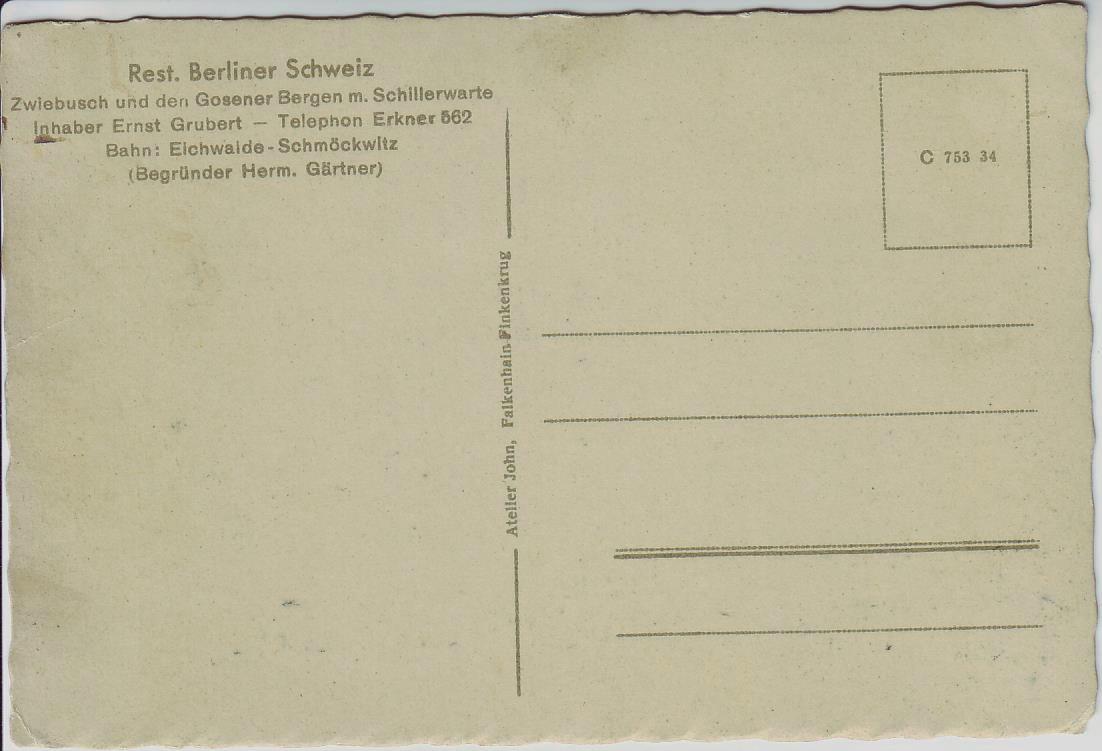 Rest. Berliner Schweiz
Zwiebusch und den Gosener Bergen m. Schillerwarte
Inhaber Ernst Grubert — Telephon Erkner 562
Bahn: Eichwalde-Schmöckwitz
(Begründer Herm. Gärtner)
Atelier John, Falkenhain-Finkenkrug
C 753 34